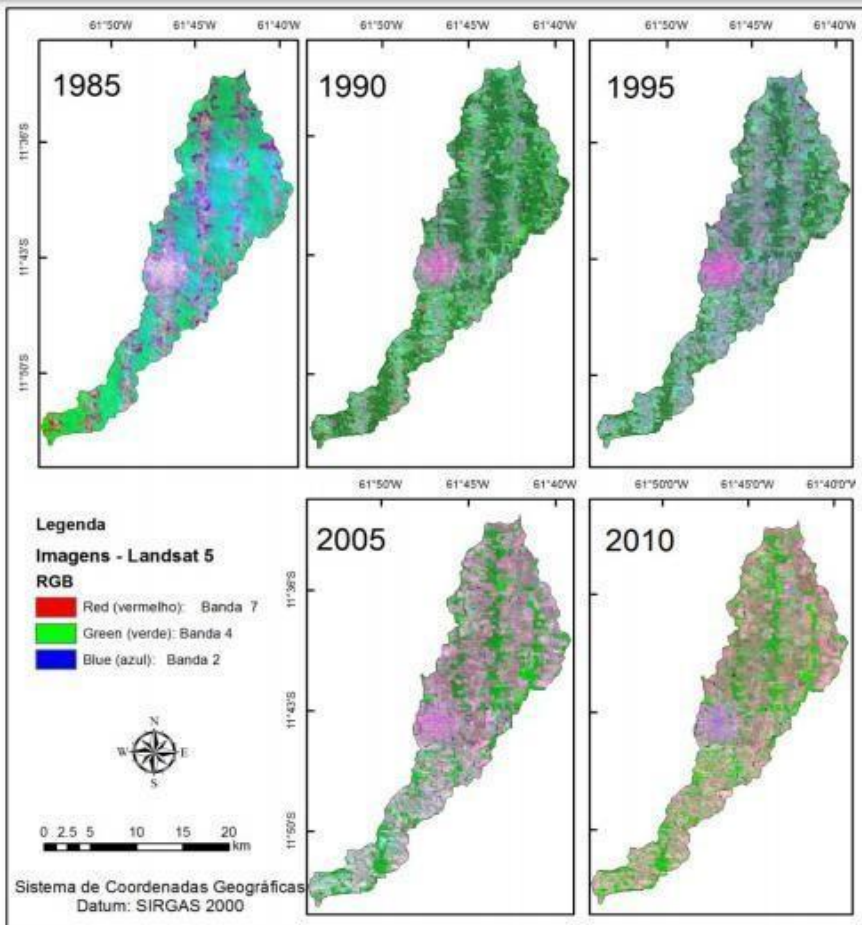 61°50'W 61°45'W 61°40'W
61°50'W 61°45'W 61°40'W
61°50'W 61°45'W 61°40'W
1985
1990
1995
11°36'S
11°43'S
11°50'S
61°50'W 61°45'W 61°40'W
61°50'0"W 61°45'0"W 61°40'0"W
2005
2010
11°36'S
11°43'S
11°50'S
Legenda
Imagens - Landsat 5
RGB
Red (vermelho): Banda 7
Green (verde): Banda 4
Blue (azul): Banda 2
N
W E
S
0 2.5 5 10 15 20
km
Sistema de Coordenadas Geográficas
Datum: SIRGAS 2000